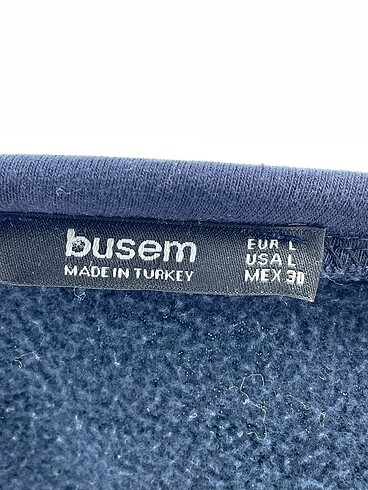 busem
MADE IN TURKEY
EUR L
USA L
MEX 30